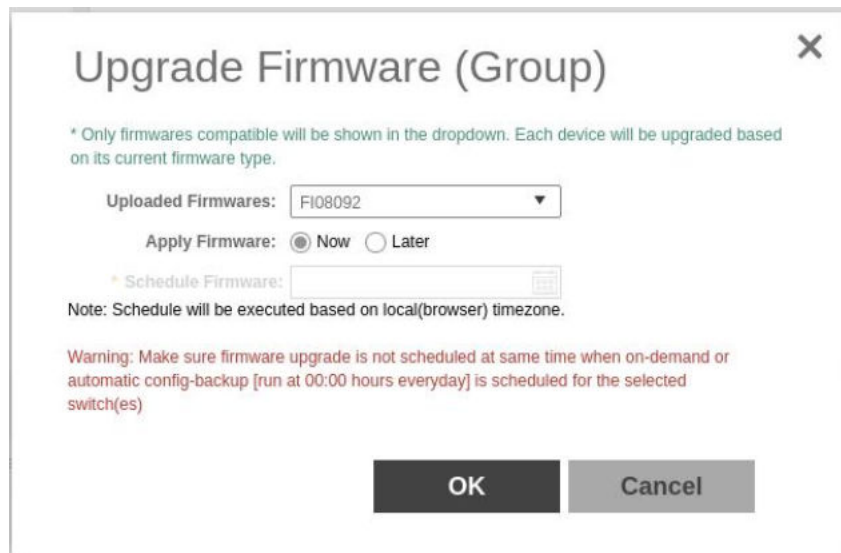 Upgrade Firmware (Group)
* Only firmwares compatible will be shown in the dropdown. Each device will be upgraded based
on its current firmware type.
Uploaded Firmwares: FI08092
Apply Firmware: Now Later
* Schedule Firmware:
Note: Schedule will be executed based on local(browser) timezone.
Warning: Make sure firmware upgrade is not scheduled at same time when on-demand or
automatic config-backup [run at 00:00 hours everyday] is scheduled for the selected
switch(es)
OK Cancel